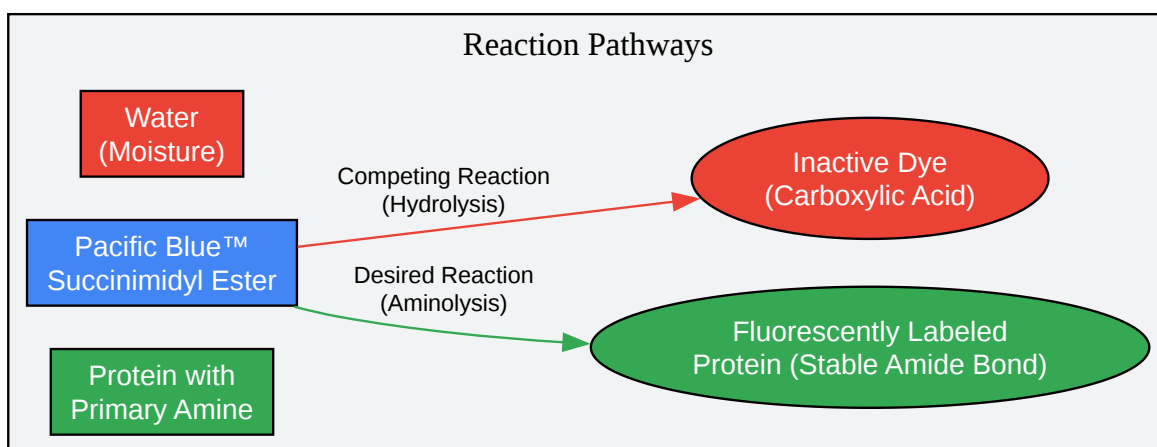 Reaction Pathways
Water
(Moisture)
Competing Reaction
(Hydrolysis)
Inactive Dye
(Carboxylic Acid)
Pacific Blue™
Succinimidyl Ester
Desired Reaction
(Aminolysis)
Fluorescently Labeled
Protein (Stable Amide Bond)
Protein with
Primary Amine